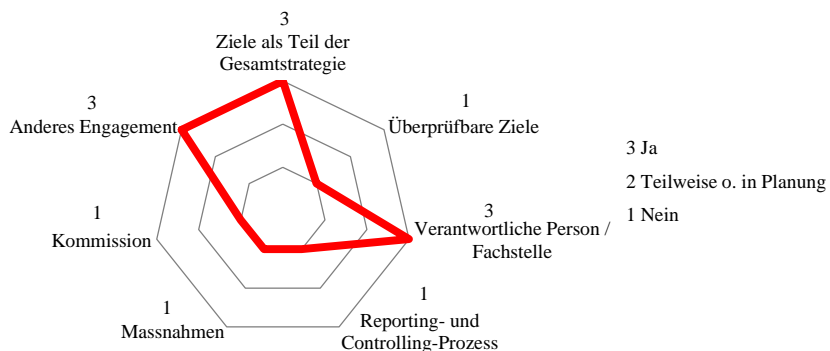 3
Ziele als Teil der
Gesamtstrategie
1
Überprüfbare Ziele
3
Verantwortliche Person /
Fachstelle
1
Reporting- und
Controlling-Prozess
1
Massnahmen
1
Kommission
3
Anderes Engagement
3 Ja
2 Teilweise o. in Planung
1 Nein